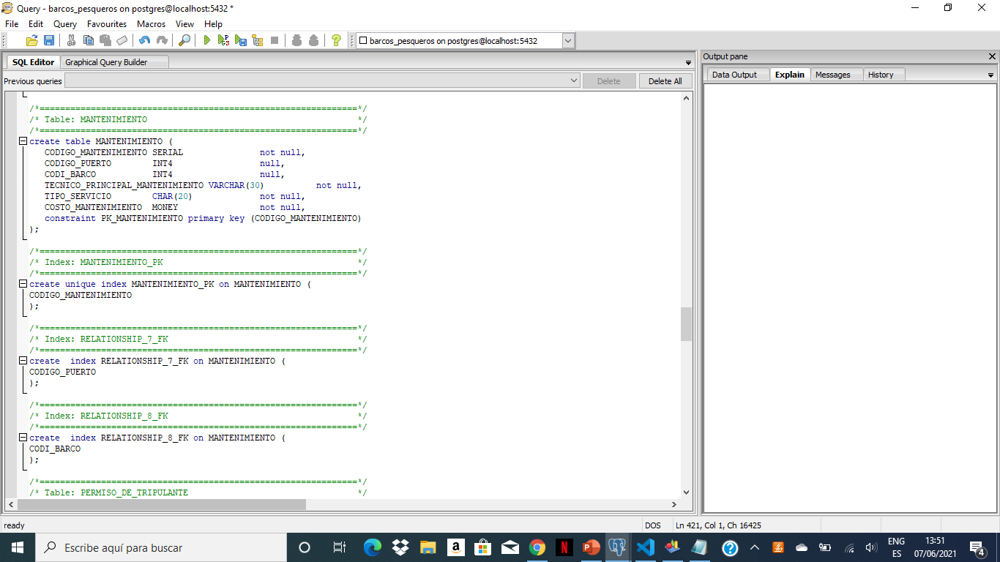 Query - barcos_pesqueros on postgres@localhost:5432 *
File Edit Query Favourites Macros View Help
barcos_pesqueros on postgres@localhost:5432
SQL Editor Graphical Query Builder
Previous queries Delete Delete All
/*==============================================================*/
/* Table: MANTENIMIENTO */
/*==============================================================*/
create table MANTENIMIENTO (
CODIGO_MANTENIMIENTO SERIAL not null,
CODIGO_PUERTO INT4 null,
CODI_BARCO INT4 null,
TECNICO_PRINCIPAL_MANTENIMIENTO VARCHAR(30) not null,
TIPO_SERVICIO CHAR(20) not null,
COSTO_MANTENIMIENTO MONEY not null,
constraint PK_MANTENIMIENTO primary key (CODIGO_MANTENIMIENTO)
);
/*==============================================================*/
/* Index: MANTENIMIENTO_PK */
/*==============================================================*/
create unique index MANTENIMIENTO_PK on MANTENIMIENTO (
CODIGO_MANTENIMIENTO
);
/*==============================================================*/
/* Index: RELATIONSHIP_7_FK */
/*==============================================================*/
create  index RELATIONSHIP_7_FK on MANTENIMIENTO (
CODIGO_PUERTO
);
/*==============================================================*/
/* Index: RELATIONSHIP_8_FK */
/*==============================================================*/
create  index RELATIONSHIP_8_FK on MANTENIMIENTO (
CODI_BARCO
);
/*==============================================================*/
/* Table: PERMISO_DE_TRIPULANTE */
Output pane
Data Output Explain Messages History
ready DOS Ln 421, Col 1, Ch 16425
Escribe aquí para buscar
ENG
ES
13:51
07/06/2021
4